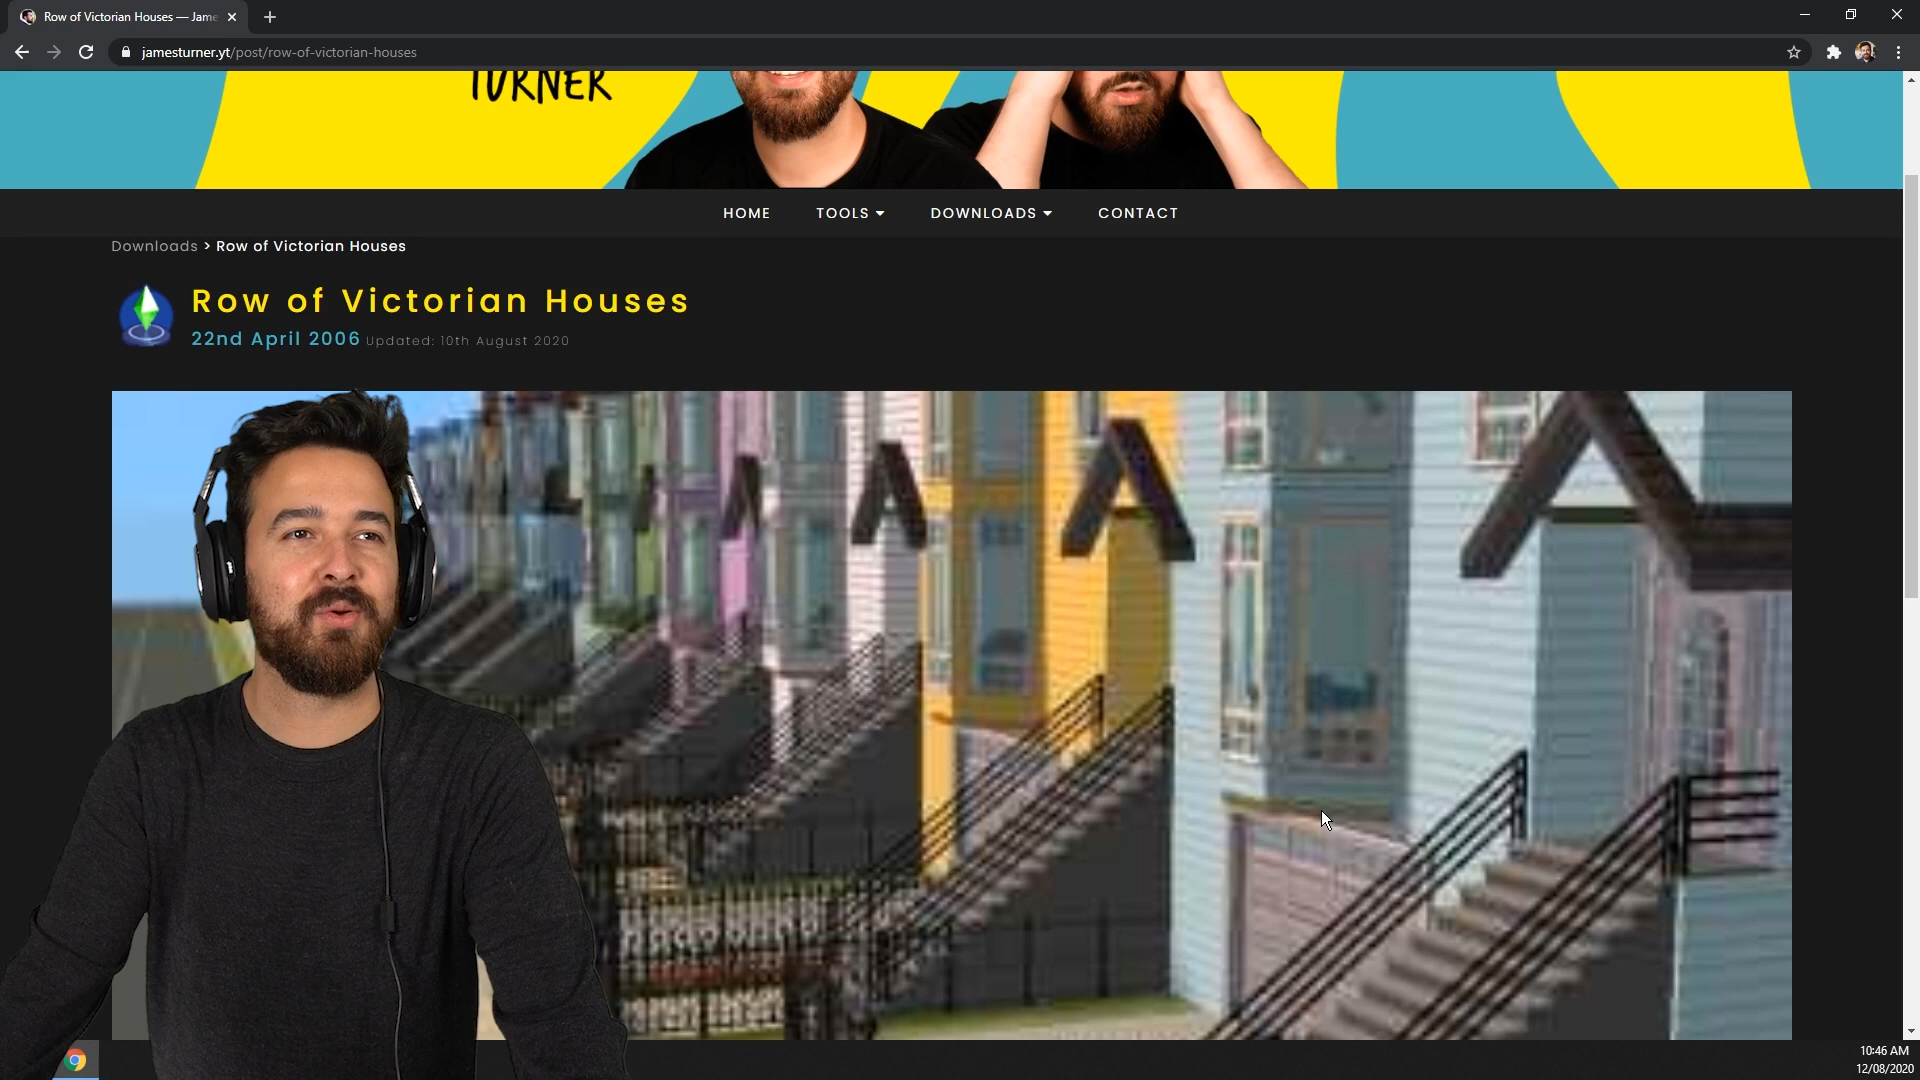 Row of Victorian Houses — Jame
jamesturner.yt/post/row-of-victorian-houses
TURNER
HOME
TOOLS
DOWNLOADS
CONTACT
Downloads > Row of Victorian Houses
Row of Victorian Houses
22nd April 2006 Updated: 10th August 2020
10:46 AM
12/08/2020